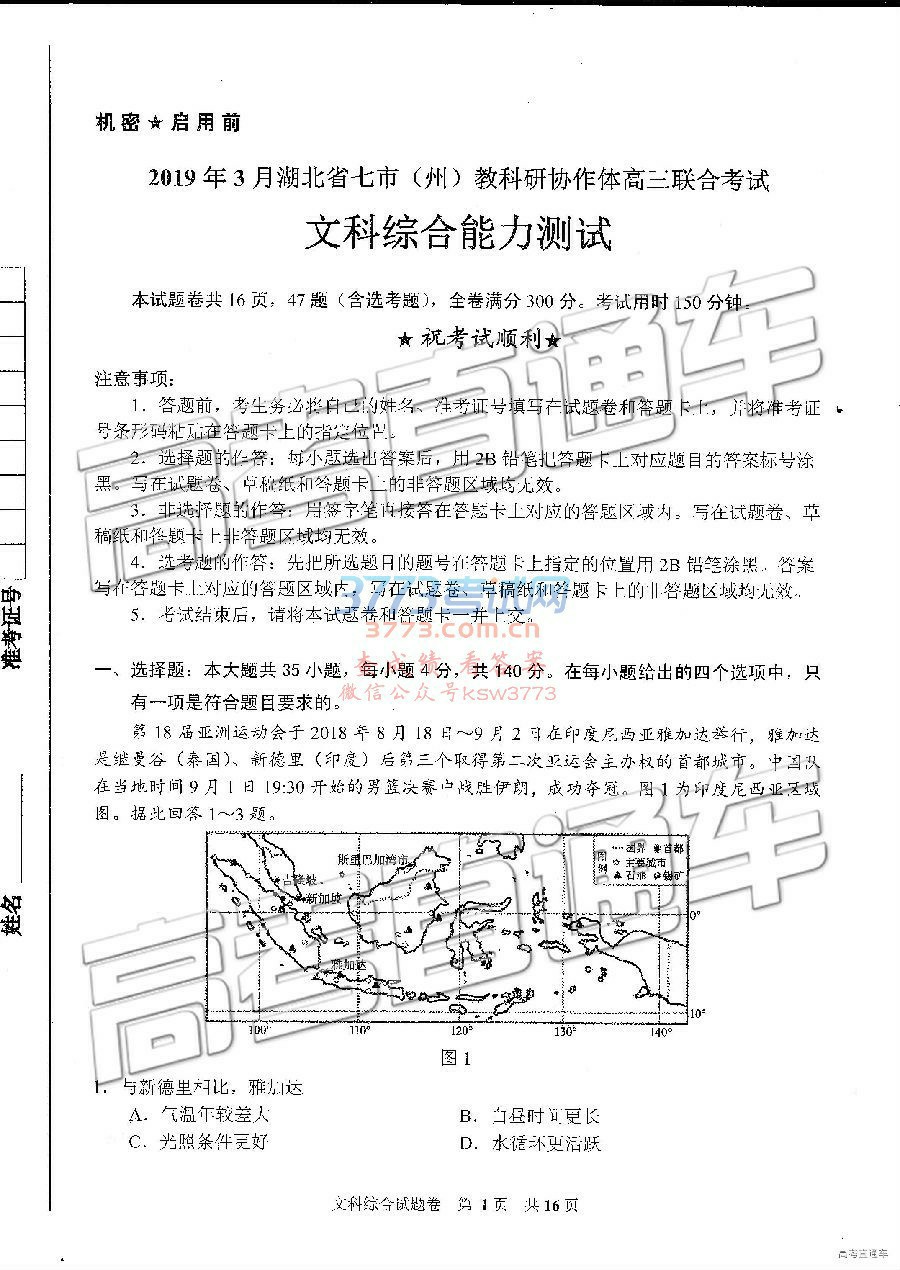 机密★启用前
2019年3月湖北省七市（州）教科研协作体高三联合考试
文科综合能力测试
本试题卷共16页，47题（含选考题），全卷满分300分。考试用时150分钟。
★祝考试顺利★
注意事项：
1．答题前，考生务必将自己的姓名、准考证号填写在试题卷和答题卡上，并将准考证
号条形码粘贴在答题卡上的指定位置。
2．选择题的作答：每小题选出答案后，用2B铅笔把答题卡上对应题目的答案标号涂
黑。写在试题卷、草稿纸和答题卡上的非答题区域均无效。
3．非选择题的作答：用签字笔直接答在答题卡上对应的答题区域内。写在试题卷、草
稿纸和答题卡上非答题区域均无效。
4．选考题的作答：先把所选题目的题号在答题卡上指定的位置用2B铅笔涂黑。答案
写在答题卡上对应的答题区域内，写在试题卷、草稿纸和答题卡上的非答题区域均无效。
5．考试结束后，请将本试题卷和答题卡一并上交。
3773考试网
3773.com.cn
查成绩 看答案
微信公众号ksw3773
一、选择题：本大题共35小题，每小题4分，共140分。在每小题给出的四个选项中，只
有一项是符合题目要求的。
第18届亚洲运动会于2018年8月18日～9月2日在印度尼西亚雅加达举行，雅加达
是继曼谷（泰国）、新德里（印度）后第三个取得第二次亚运会主办权的首都城市。中国队
在当地时间9月1日19:30开始的男篮决赛中战胜伊朗，成功夺冠。图1为印度尼西亚区域
图。据此回答1～3题。
斯里巴加湾市
吉隆坡
新加坡
雅加达
图例
国界 首都
主要城市
石油 锡矿
0°
10°
100° 110° 120° 130° 140°
图1
1．与新德里相比，雅加达
A．气温年较差大 B．白昼时间更长
C．光照条件更好 D．水循环更活跃
文科综合试题卷 第1页 共16页
准考证号
姓名
高考直通车
高考直通车
高考直通车